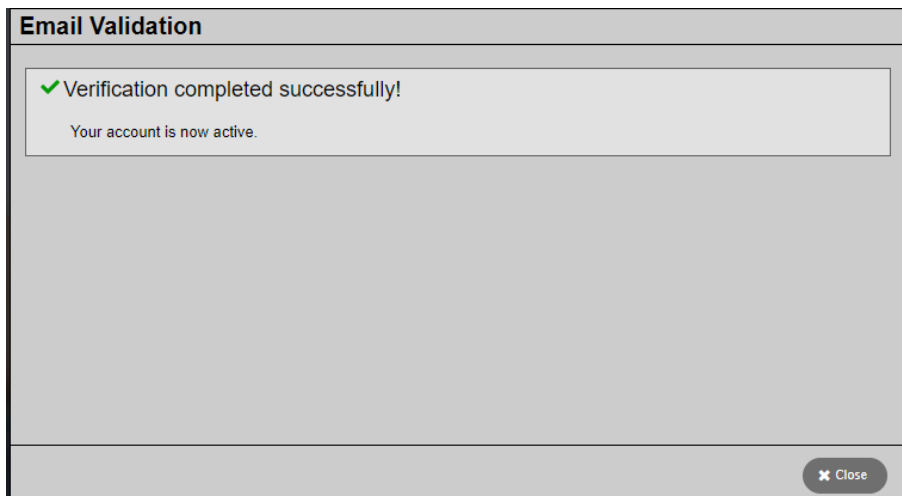 Email Validation
Verification completed successfully!
Your account is now active.
Close